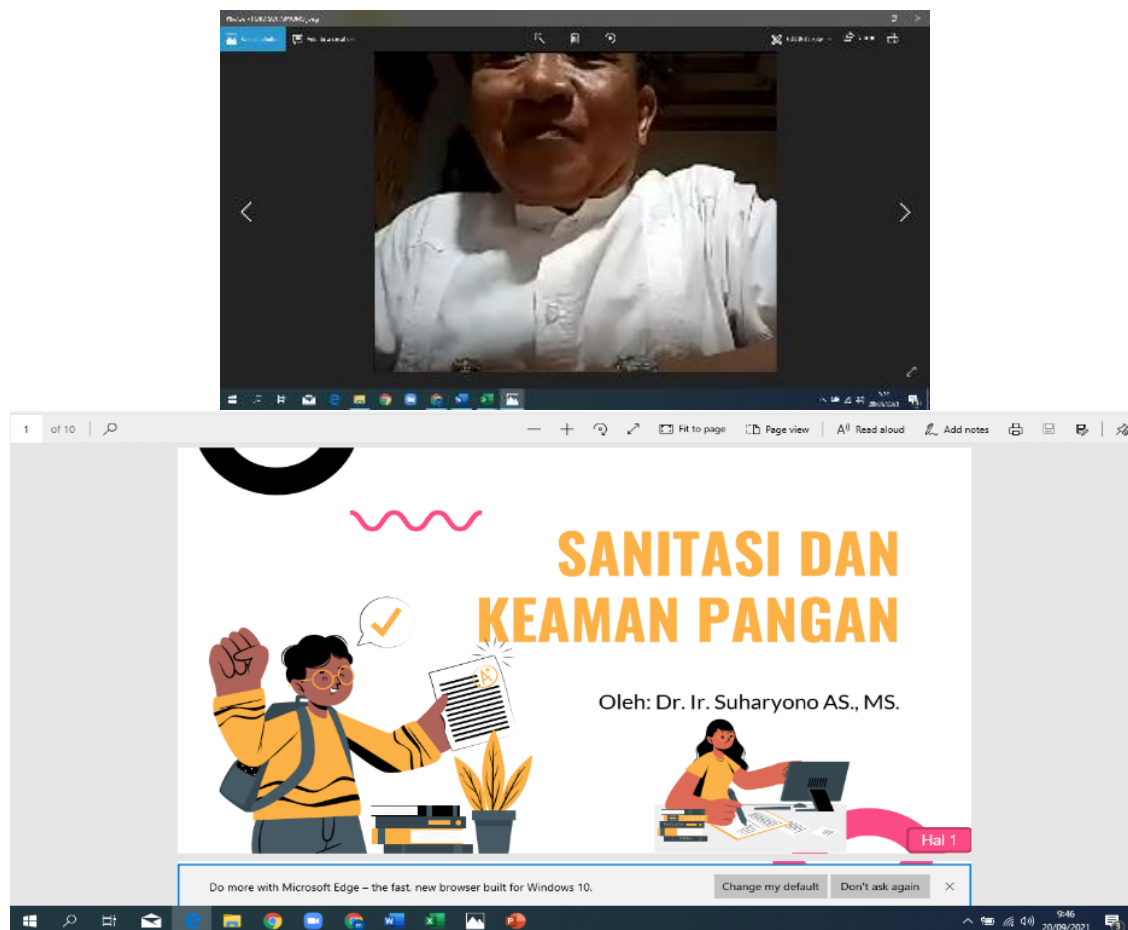 1 of 10
Fit to page
Page view
Read aloud
Add notes
SANITASI DAN
KEAMAN PANGAN
Oleh: Dr. Ir. Suharyono AS., MS.
A+
Hal 1
Do more with Microsoft Edge – the fast, new browser built for Windows 10.
Change my default
Don't ask again
9:46
20/09/2021